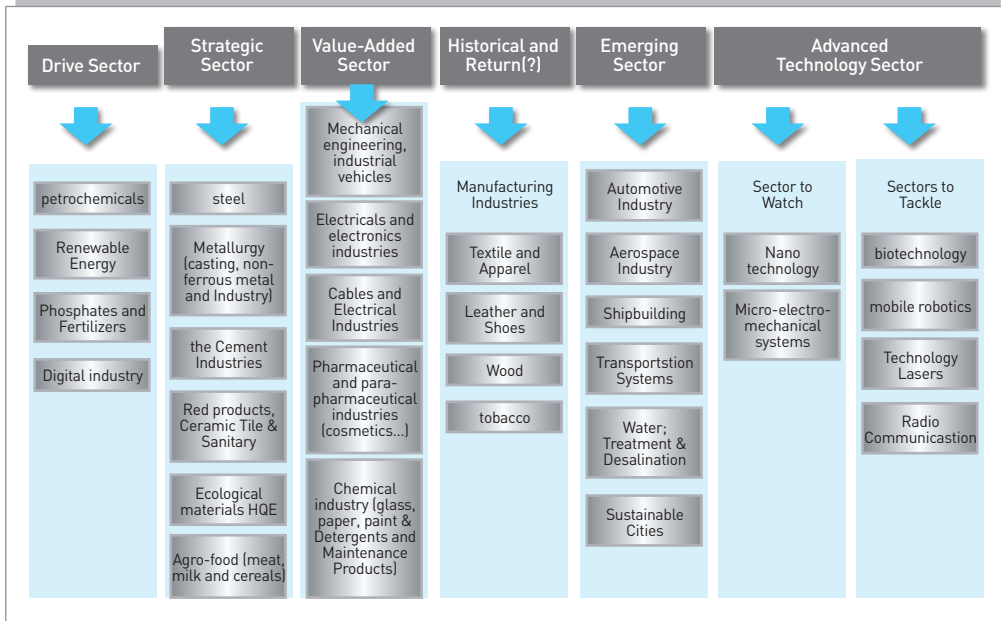 Drive Sector
Strategic
Sector
Value-Added
Sector
Historical and
Return(?)
Emerging
Sector
Advanced
Technology Sector
petrochemicals
Renewable
Energy
Phosphates and
Fertilizers
Digital industry
steel
Metallurgy
(casting, non-
ferrous metal
and Industry)
the Cement
Industries
Red products,
Ceramic Tile &
Sanitary
Ecological
materials HQE
Agro-food (meat,
milk and cereals)
Mechanical
engineering,
industrial
vehicles
Electricals and
electronics
industries
Cables and
Electrical
Industries
Pharmaceutical
and para-
pharmaceutical
industries
(cosmetics...)
Chemical
industry (glass,
paper, paint &
Detergents and
Maintenance
Products)
Manufacturing
Industries
Textile and
Apparel
Leather and
Shoes
Wood
tobacco
Automotive
Industry
Aerospace
Industry
Shipbuilding
Transportstion
Systems
Water;
Treatment &
Desalination
Sustainable
Cities
Sector to
Watch
Nano
technology
Micro-electro-
mechanical
systems
Sectors to
Tackle
biotechnology
mobile robotics
Technology
Lasers
Radio
Communicastion